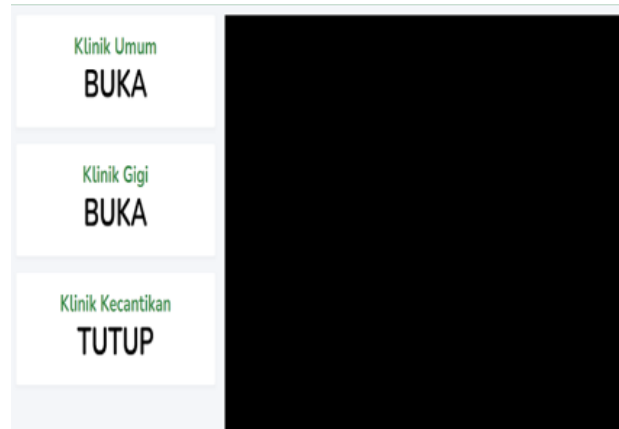 Klinik Umum
BUKA
Klinik Gigi
BUKA
Klinik Kecantikan
TUTUP